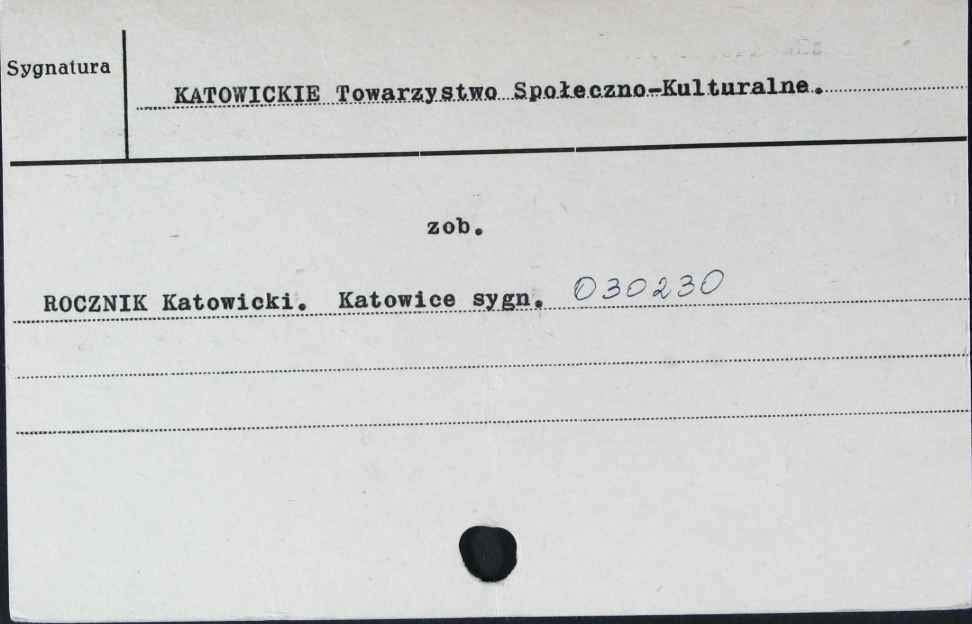 Sygnatura
KATOWICKIE Towarzystwo Społeczno-Kulturalne.
zob.
ROCZNIK Katowicki. Katowice sygn. 030230